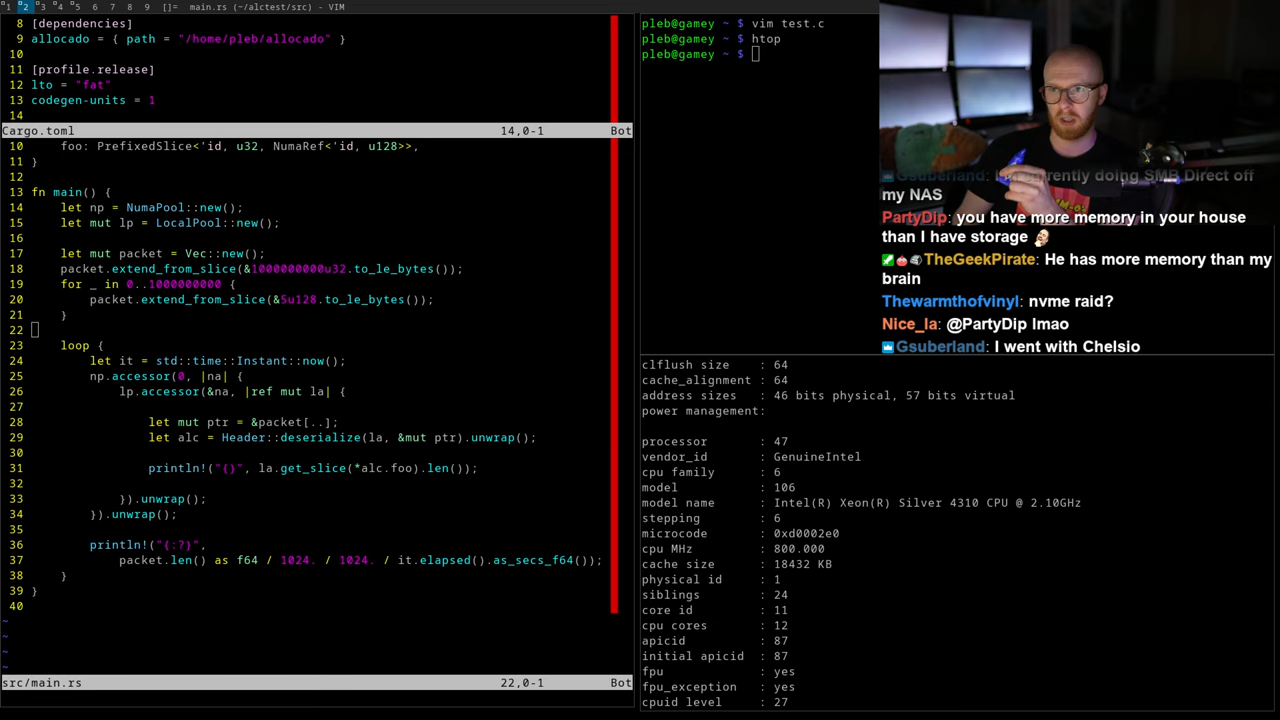 1 2 3 4 5 6 7 8 9 []= main.rs (~/alctest/src) - VIM
8 [dependencies]
9 allocado = { path = "/home/pleb/allocado" }
10
11 [profile.release]
12 lto = "fat"
13 codegen-units = 1
14
Cargo.toml 14,0-1 Bot
10 foo: PrefixedSlice<'id, u32, NumaRef<'id, u128>>,
11 }
12
13 fn main() {
14 let np = NumaPool::new();
15 let mut lp = LocalPool::new();
16
17 let mut packet = Vec::new();
18 packet.extend_from_slice(&1000000000u32.to_le_bytes());
19 for _ in 0..1000000000 {
20 packet.extend_from_slice(&5u128.to_le_bytes());
21 }
22
23 loop {
24 let it = std::time::Instant::now();
25 np.accessor(0, |na| {
26 lp.accessor(&na, |ref mut la| {
27
28 let mut ptr = &packet[..];
29 let alc = Header::deserialize(la, &mut ptr).unwrap();
30
31 println!("{}", la.get_slice(*alc.foo).len());
32
33 }).unwrap();
34 }).unwrap();
35
36 println!("{:?}",
37 packet.len() as f64 / 1024. / 1024. / it.elapsed().as_secs_f64());
38 }
39 }
40
~
~
~
~
src/main.rs 22,0-1 Bot
pleb@gamey ~ $ vim test.c
pleb@gamey ~ $ htop
pleb@gamey ~ $
Gsuberland: I'm currently doing SMB Direct off
my NAS
PartyDip: you have more memory in your house
than I have storage
TheGeekPirate: He has more memory than my
brain
Thewarmthofvinyl: nvme raid?
Nice_la: @PartyDip lmao
Gsuberland: I went with Chelsio
clflush size : 64
cache_alignment : 64
address sizes : 46 bits physical, 57 bits virtual
power management:
processor : 47
vendor_id : GenuineIntel
cpu family : 6
model : 106
model name : Intel(R) Xeon(R) Silver 4310 CPU @ 2.10GHz
stepping : 6
microcode : 0xd0002e0
cpu MHz : 800.000
cache size : 18432 KB
physical id : 1
siblings : 24
core id : 11
cpu cores : 12
apicid : 87
initial apicid : 87
fpu : yes
fpu_exception : yes
cpuid level : 27